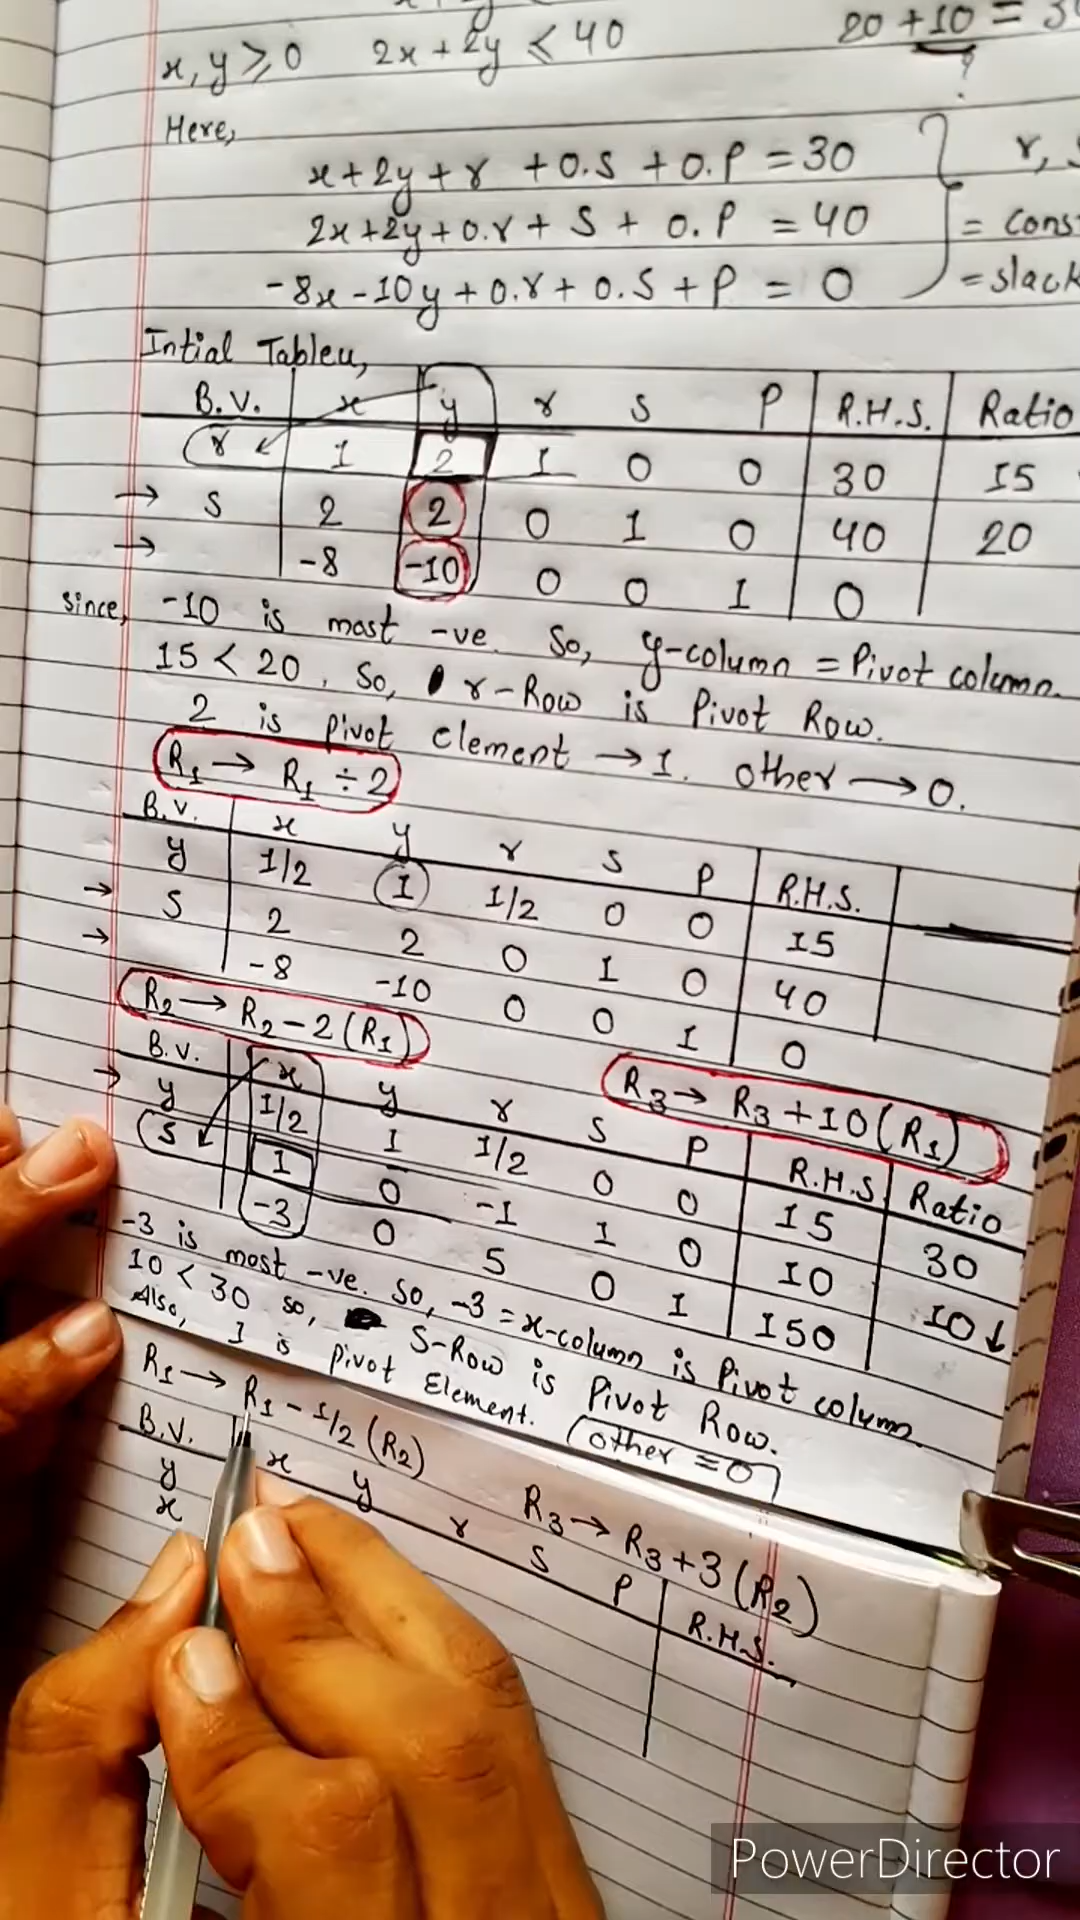 x, y ≥ 0 2x + 2y < 40 20 + 10 =
?
Here,
x + 2y + r + 0.S + 0.P = 30 r,
2x + 2y + 0.r + S + 0.P = 40 = cons
-8x - 10y + 0.r + 0.S + P = 0 = slack
Intial Tableu,
B.V. x y r S P R.H.S. Ratio
r 1 2 1 0 0 30 15
→ S 2 2 0 1 0 40 20
→ -8 -10 0 0 1 0
Since, -10 is most -ve. So, y-column = Pivot column.
15 < 20, So, r-Row is Pivot Row.
2 is pivot element → 1. other → 0.
R1 → R1 ÷ 2
B.V. x y r S P R.H.S.
y 1/2 1 1/2 0 0 15
→ S 2 2 0 1 0 40
→ -8 -10 0 0 1 0
R2 → R2 - 2(R1) R3 → R3 + 10(R1)
B.V. x y r S P R.H.S. Ratio
→ y 1/2 1 1/2 0 0 15 30
S 1 0 -1 1 0 10 10 ↓
-3 0 5 0 1 150
-3 is most -ve. So, -3 = x-column is Pivot column.
10 < 30 so, S-Row is Pivot Row.
Also, 1 is pivot Element. other = 0
R1 → R1 - 1/2 (R2) R3 → R3 + 3(R2)
B.V. x y r S P R.H.S.
y
x
PowerDirector